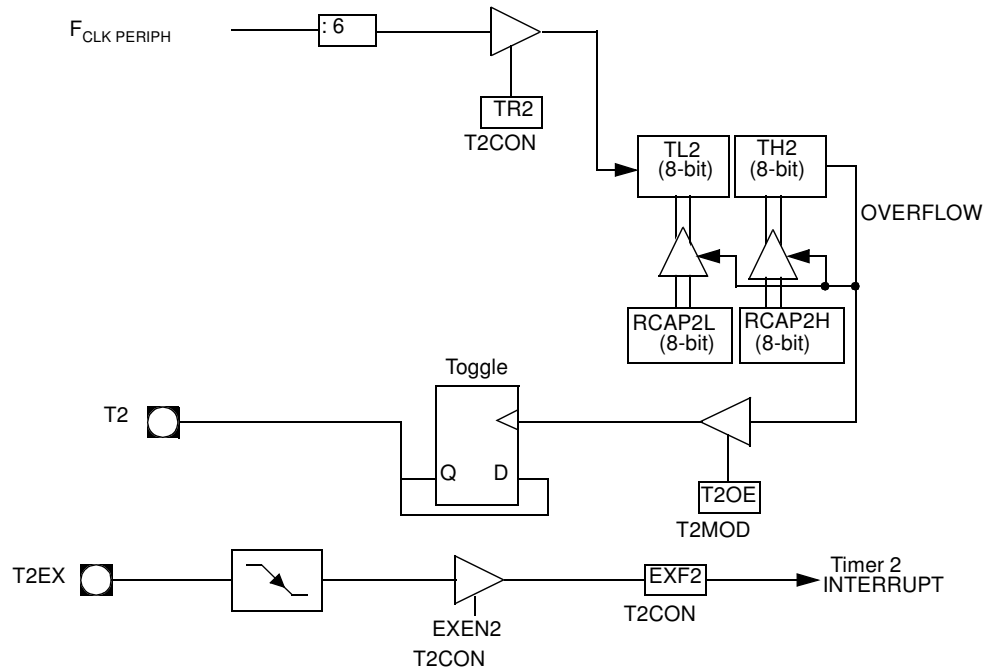 FCLK PERIPH
: 6
TR2
T2CON
TL2
(8-bit)
TH2
(8-bit)
OVERFLOW
RCAP2L
(8-bit)
RCAP2H
(8-bit)
Toggle
T2
Q
D
T2OE
T2MOD
T2EX
EXEN2
T2CON
EXF2
T2CON
Timer 2
INTERRUPT